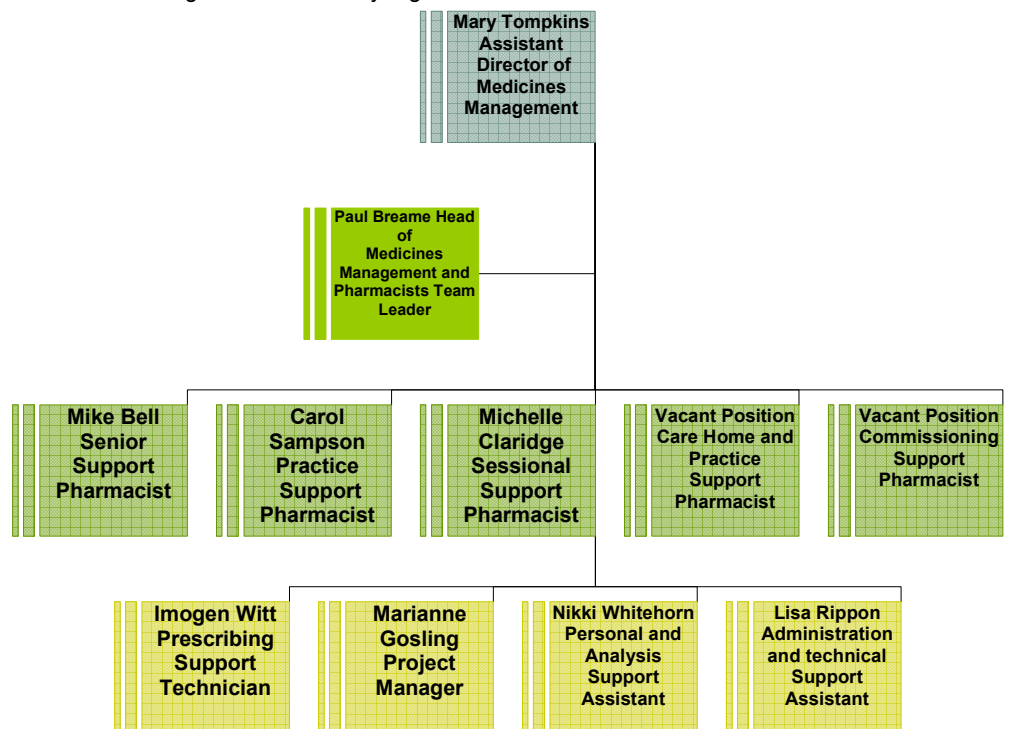 Mary Tompkins
Assistant
Director of
Medicines
Management
Paul Breame Head
of
Medicines
Management and
Pharmacists Team
Leader
Mike Bell
Senior
Support
Pharmacist
Carol
Sampson
Practice
Support
Pharmacist
Michelle
Claridge
Sessional
Support
Pharmacist
Vacant Position
Care Home and
Practice
Support
Pharmacist
Vacant Position
Commissioning
Support
Pharmacist
Imogen Witt
Prescribing
Support
Technician
Marianne
Gosling
Project
Manager
Nikki Whitehorn
Personal and
Analysis
Support
Assistant
Lisa Rippon
Administration
and technical
Support
Assistant